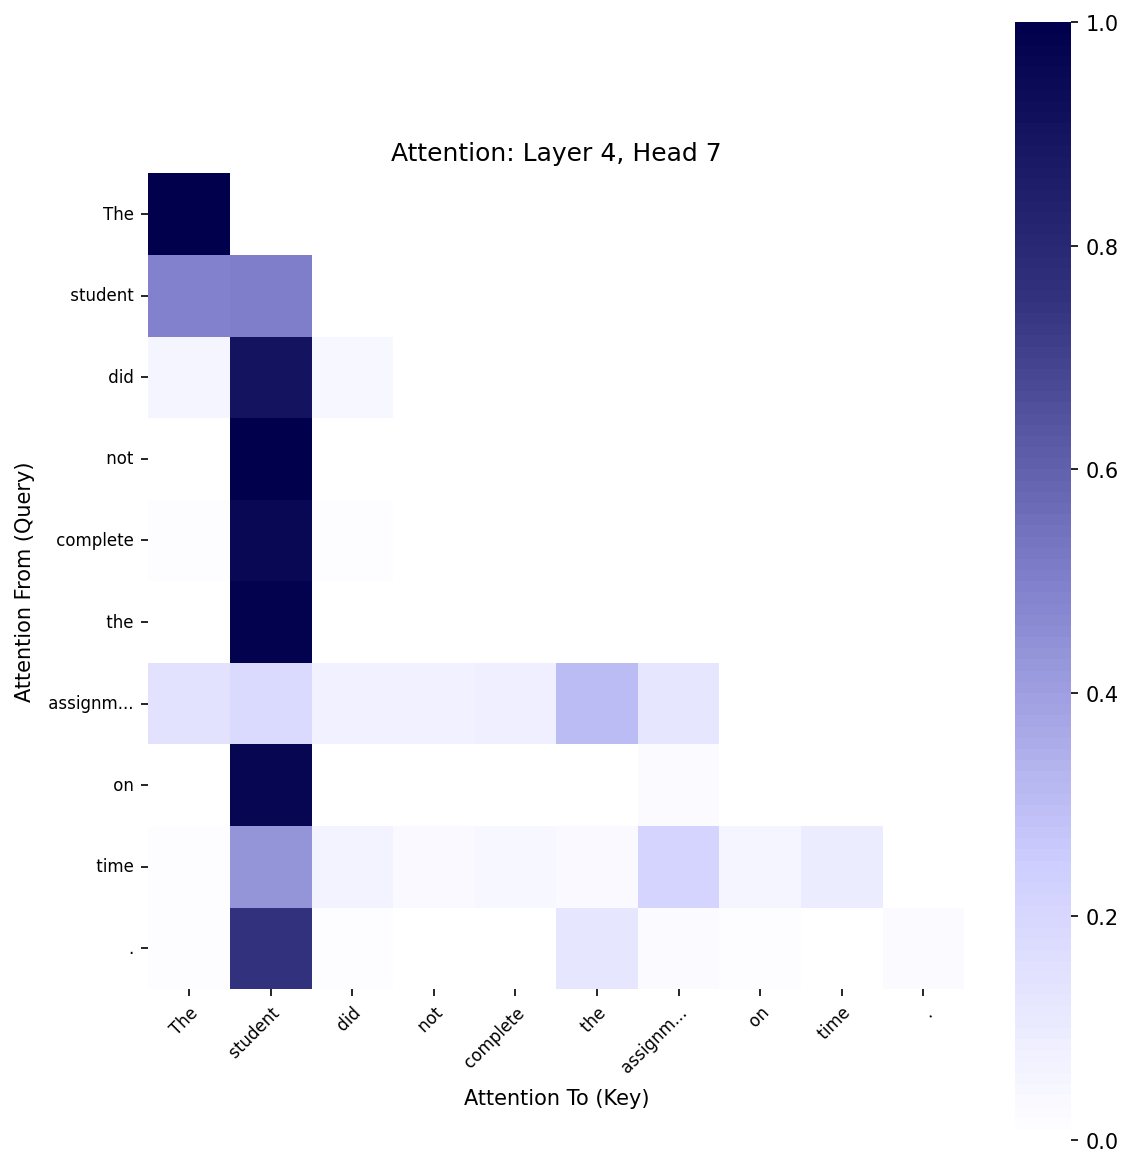 Attention: Layer 4, Head 7
1.0
0.8
0.6
0.4
0.2
0.0
Attention From (Query)
The
student
did
not
complete
the
assignm...
on
time
.
The
student
did
not
complete
the
assignm...
on
time
.
Attention To (Key)